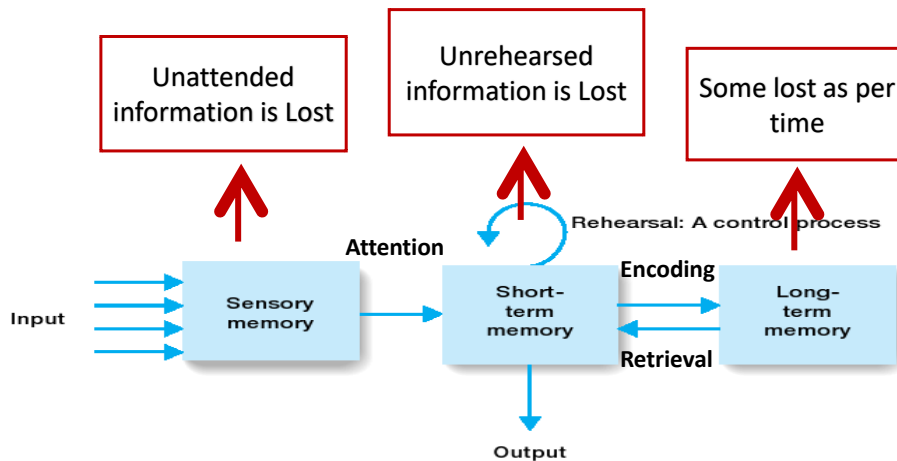 Unattended
information is Lost
Unrehearsed
information is Lost
Some lost as per
time
Rehearsal: A control process
Attention
Encoding
Input
Sensory
memory
Short-
term
memory
Long-
term
memory
Retrieval
Output